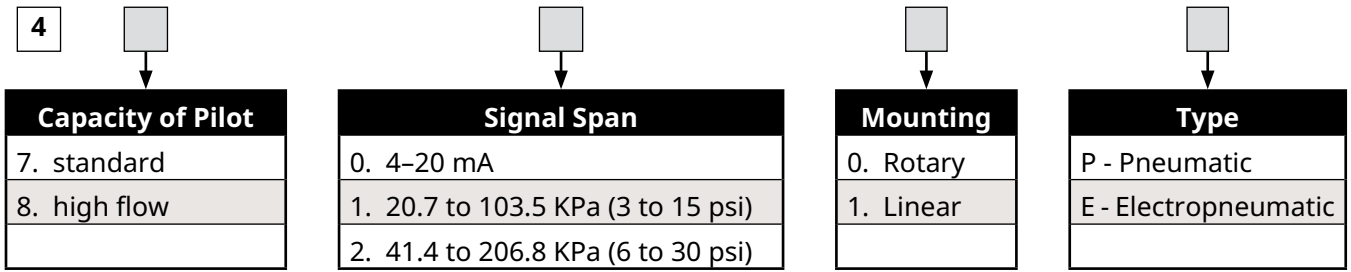 4
Capacity of Pilot
7. standard
8. high flow
Signal Span
0. 4–20 mA
1. 20.7 to 103.5 KPa (3 to 15 psi)
2. 41.4 to 206.8 KPa (6 to 30 psi)
Mounting
0. Rotary
1. Linear
Type
P - Pneumatic
E - Electropneumatic